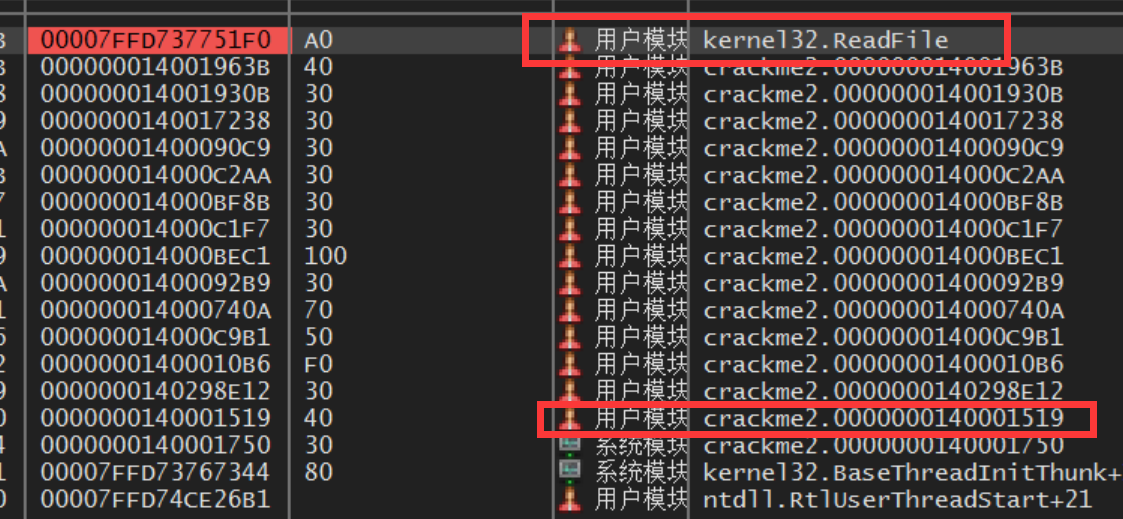 3 00007FFD737751F0 A0 用户模块 kernel32.ReadFile
3 000000014001963B 40 用户模块 crackme2.000000014001963B
3 000000014001930B 30 用户模块 crackme2.000000014001930B
9 0000000140017238 30 用户模块 crackme2.0000000140017238
A 00000001400090C9 30 用户模块 crackme2.00000001400090C9
3 000000014000C2AA 30 用户模块 crackme2.000000014000C2AA
7 000000014000BF8B 30 用户模块 crackme2.000000014000BF8B
1 000000014000C1F7 30 用户模块 crackme2.000000014000C1F7
9 000000014000BEC1 100 用户模块 crackme2.000000014000BEC1
A 00000001400092B9 30 用户模块 crackme2.00000001400092B9
1 000000014000740A 70 用户模块 crackme2.000000014000740A
5 000000014000C9B1 50 用户模块 crackme2.000000014000C9B1
2 00000001400010B6 F0 用户模块 crackme2.00000001400010B6
9 0000000140298E12 30 用户模块 crackme2.0000000140298E12
0 0000000140001519 40 用户模块 crackme2.0000000140001519
4 0000000140001750 30 系统模块 crackme2.0000000140001750
1 00007FFD73767344 80 系统模块 kernel32.BaseThreadInitThunk+
0 00007FFD74CE26B1 用户模块 ntdll.RtlUserThreadStart+21